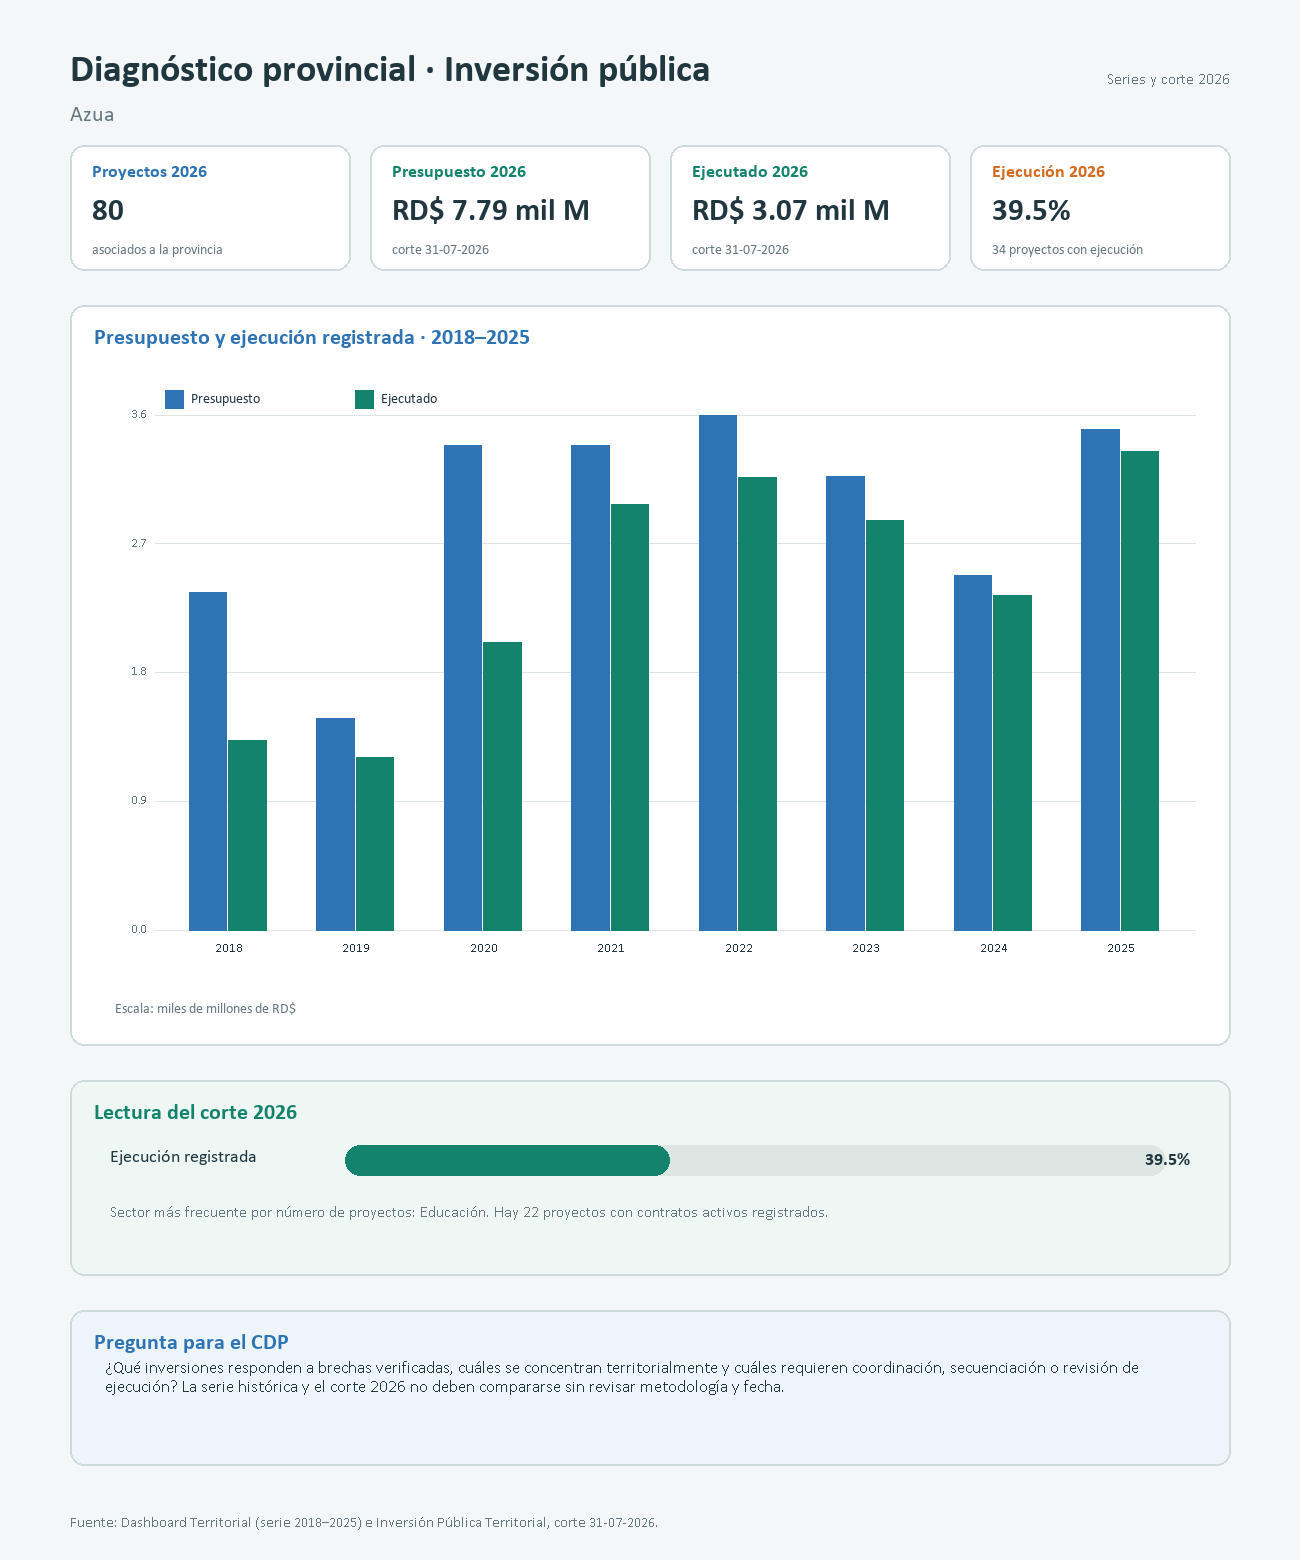 Diagnóstico provincial · Inversión pública
Series y corte 2026
Azua
Proyectos 2026
80
asociados a la provincia
Presupuesto 2026
RD$ 7.79 mil M
corte 31-07-2026
Ejecutado 2026
RD$ 3.07 mil M
corte 31-07-2026
Ejecución 2026
39.5%
34 proyectos con ejecución
Presupuesto y ejecución registrada · 2018–2025
Presupuesto
Ejecutado
3.6
2.7
1.8
0.9
0.0
2018
2019
2020
2021
2022
2023
2024
2025
Escala: miles de millones de RD$
Lectura del corte 2026
Ejecución registrada
39.5%
Sector más frecuente por número de proyectos: Educación. Hay 22 proyectos con contratos activos registrados.
Pregunta para el CDP
¿Qué inversiones responden a brechas verificadas, cuáles se concentran territorialmente y cuáles requieren coordinación, secuenciación o revisión de
ejecución? La serie histórica y el corte 2026 no deben compararse sin revisar metodología y fecha.
Fuente: Dashboard Territorial (serie 2018–2025) e Inversión Pública Territorial, corte 31-07-2026.